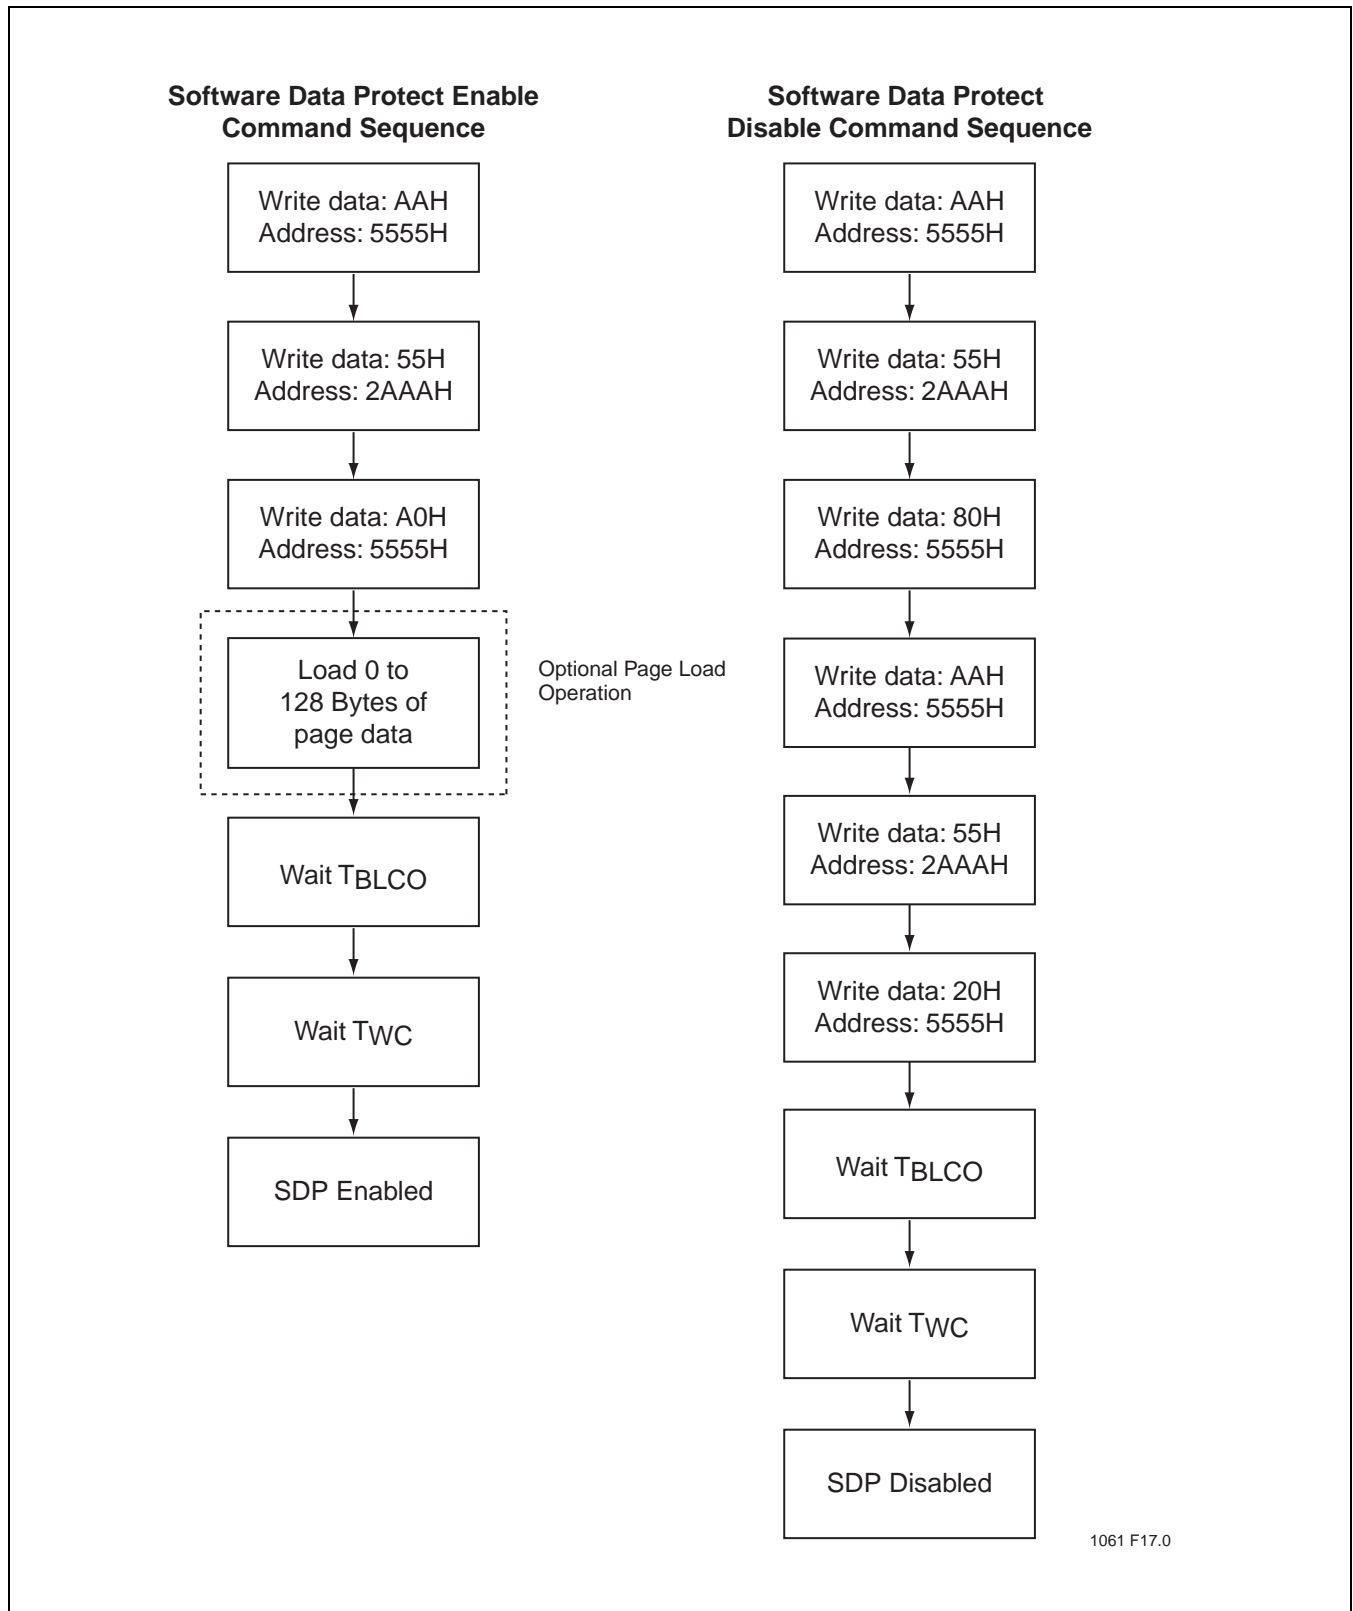 Software Data Protect Enable
Command Sequence
Write data: AAH
Address: 5555H
Write data: 55H
Address: 2AAAH
Write data: A0H
Address: 5555H
Load 0 to
128 Bytes of
page data
Optional Page Load
Operation
Wait TBLCO
Wait TWC
SDP Enabled
Software Data Protect
Disable Command Sequence
Write data: AAH
Address: 5555H
Write data: 55H
Address: 2AAAH
Write data: 80H
Address: 5555H
Write data: AAH
Address: 5555H
Write data: 55H
Address: 2AAAH
Write data: 20H
Address: 5555H
Wait TBLCO
Wait TWC
SDP Disabled
1061 F17.0